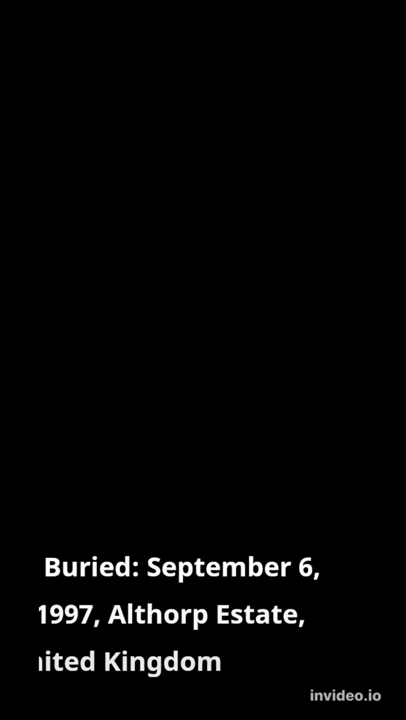 Buried: September 6,
1997, Althorp Estate,
Kingdom
invideo.io